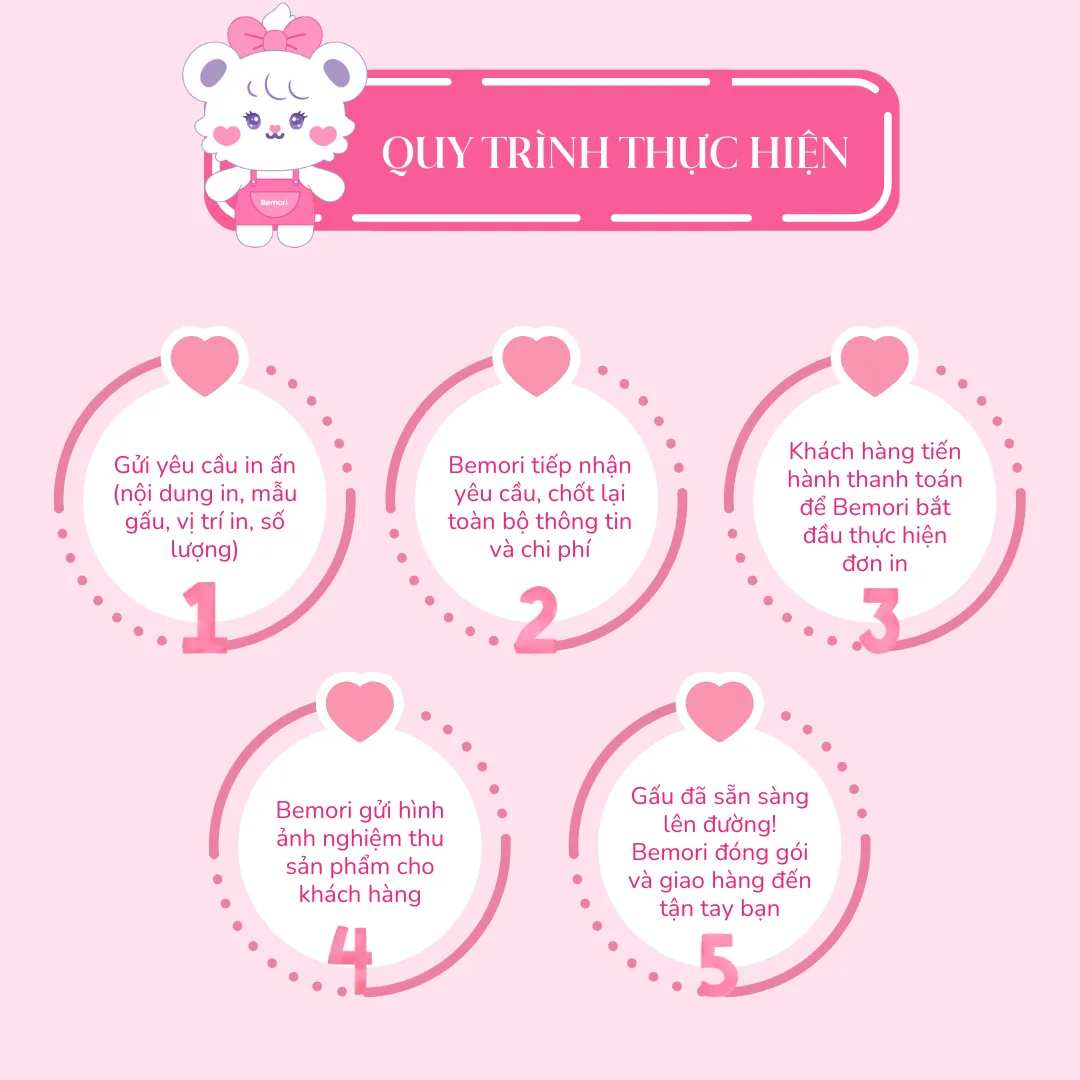 QUY TRÌNH THỰC HIỆN
Bemori
Gửi yêu cầu in ấn
(nội dung in, mẫu
gấu, vị trí in, số
lượng)
1
Bemori tiếp nhận
yêu cầu, chốt lại
toàn bộ thông tin
và chi phí
2
Khách hàng tiến
hành thanh toán
để Bemori bắt
đầu thực hiện
đơn in
3
Bemori gửi hình
ảnh nghiệm thu
sản phẩm cho
khách hàng
4
Gấu đã sẵn sàng
lên đường!
Bemori đóng gói
và giao hàng đến
tận tay bạn
5